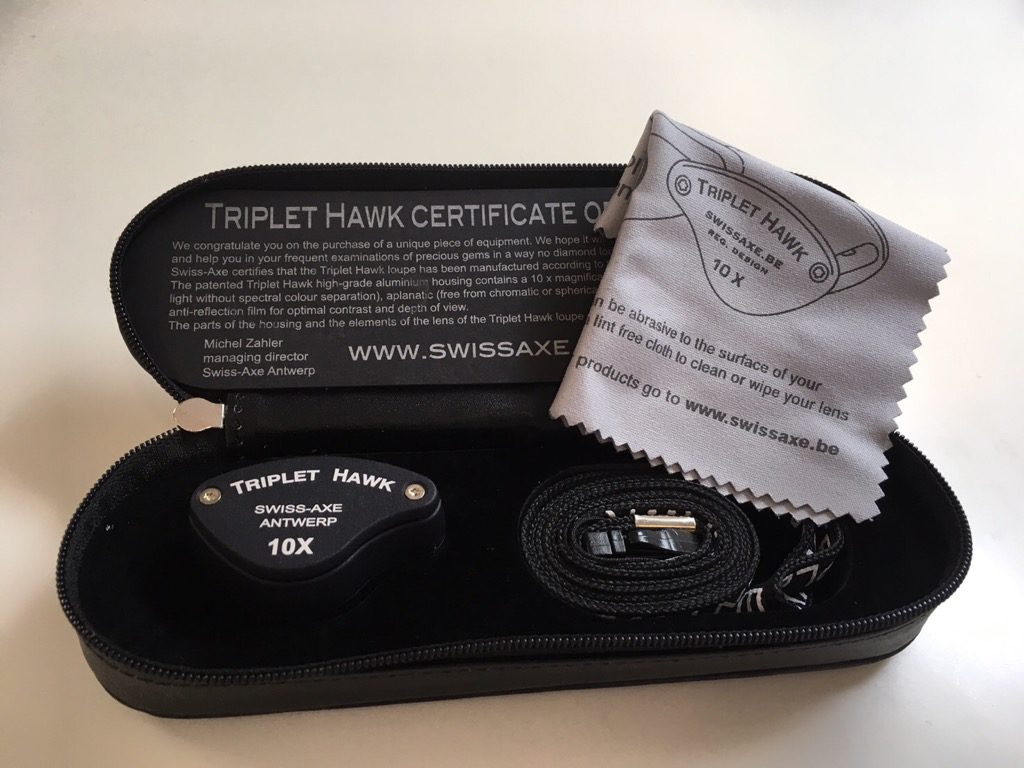 TRIPLET HAWK CERTIFICATE
We congratulate you on the purchase of a unique piece of equipment. We hope it
and help you in your frequent examinations of precious gems in a way no diamond
Swiss-Axe certifies that the Triplet Hawk loupe has been manufactured according to
The patented Triplet Hawk high-grade aluminium housing contains a 10 x
light without spectral colour separation), aplanatic (free from chromatic or
anti-reflection film for optimal contrast and depth of view.
The parts of the housing and the elements of the lens of the Triplet Hawk loupe
Michel Zahler
managing director
Swiss-Axe Antwerp
WWW.SWISSAXE
TRIPLET HAWK
SWISSAXE.BE
REG. DESIGN
10 X
be abrasive to the surface of your
lint free cloth to clean or wipe your lens
products go to www.swissaxe.be
TRIPLET HAWK
SWISS-AXE
ANTWERP
10X